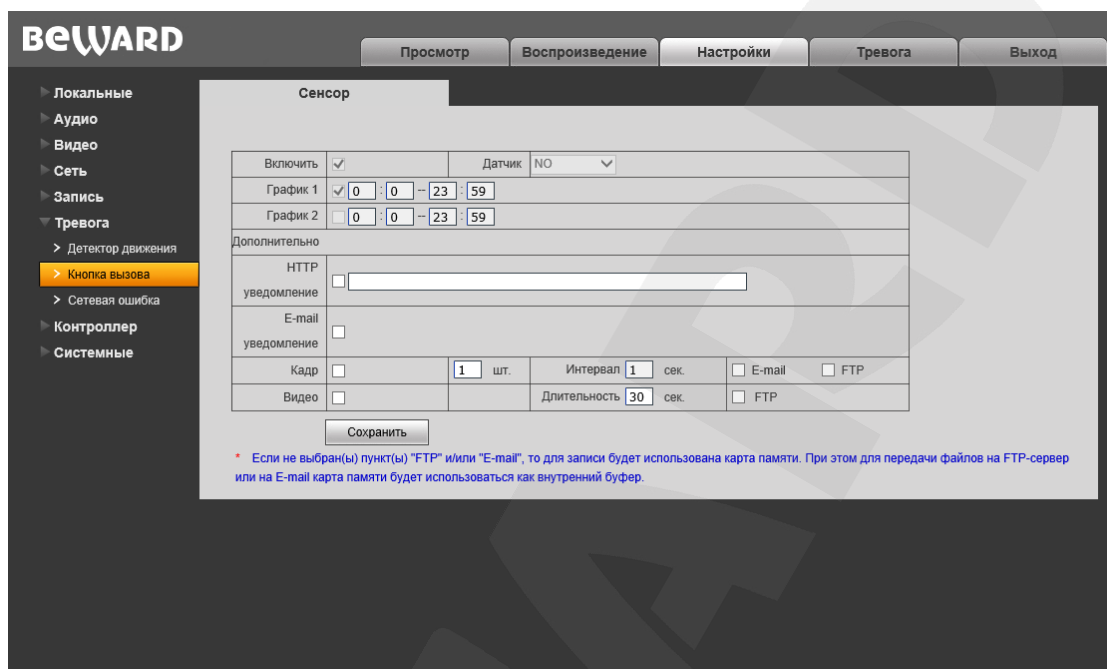 BEWARD
Просмотр Воспроизведение Настройки Тревога Выход
Локальные
Аудио
Видео
Сеть
Запись
Тревога
> Детектор движения
> Кнопка вызова
> Сетевая ошибка
Контроллер
Системные
Сенсор
Включить Датчик NO
График 1 0 : 0 -- 23 : 59
График 2 0 : 0 -- 23 : 59
Дополнительно
HTTP
уведомление
E-mail
уведомление
Кадр 1 шт. Интервал 1 сек. E-mail FTP
Видео Длительность 30 сек. FTP
Сохранить
* Если не выбран(ы) пункт(ы) "FTP" и/или "E-mail", то для записи будет использована карта памяти. При этом для передачи файлов на FTP-сервер
или на E-mail карта памяти будет использоваться как внутренний буфер.